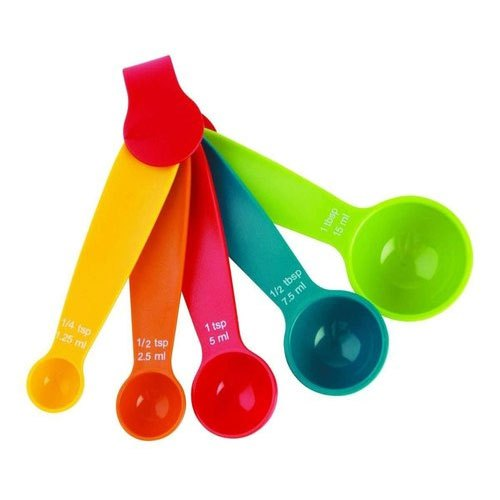 1/4 tsp
1.25 ml
1/2 tsp
2.5 ml
1 tsp
5 ml
1/2 tbsp
7.5 ml
1 tbsp
15 ml